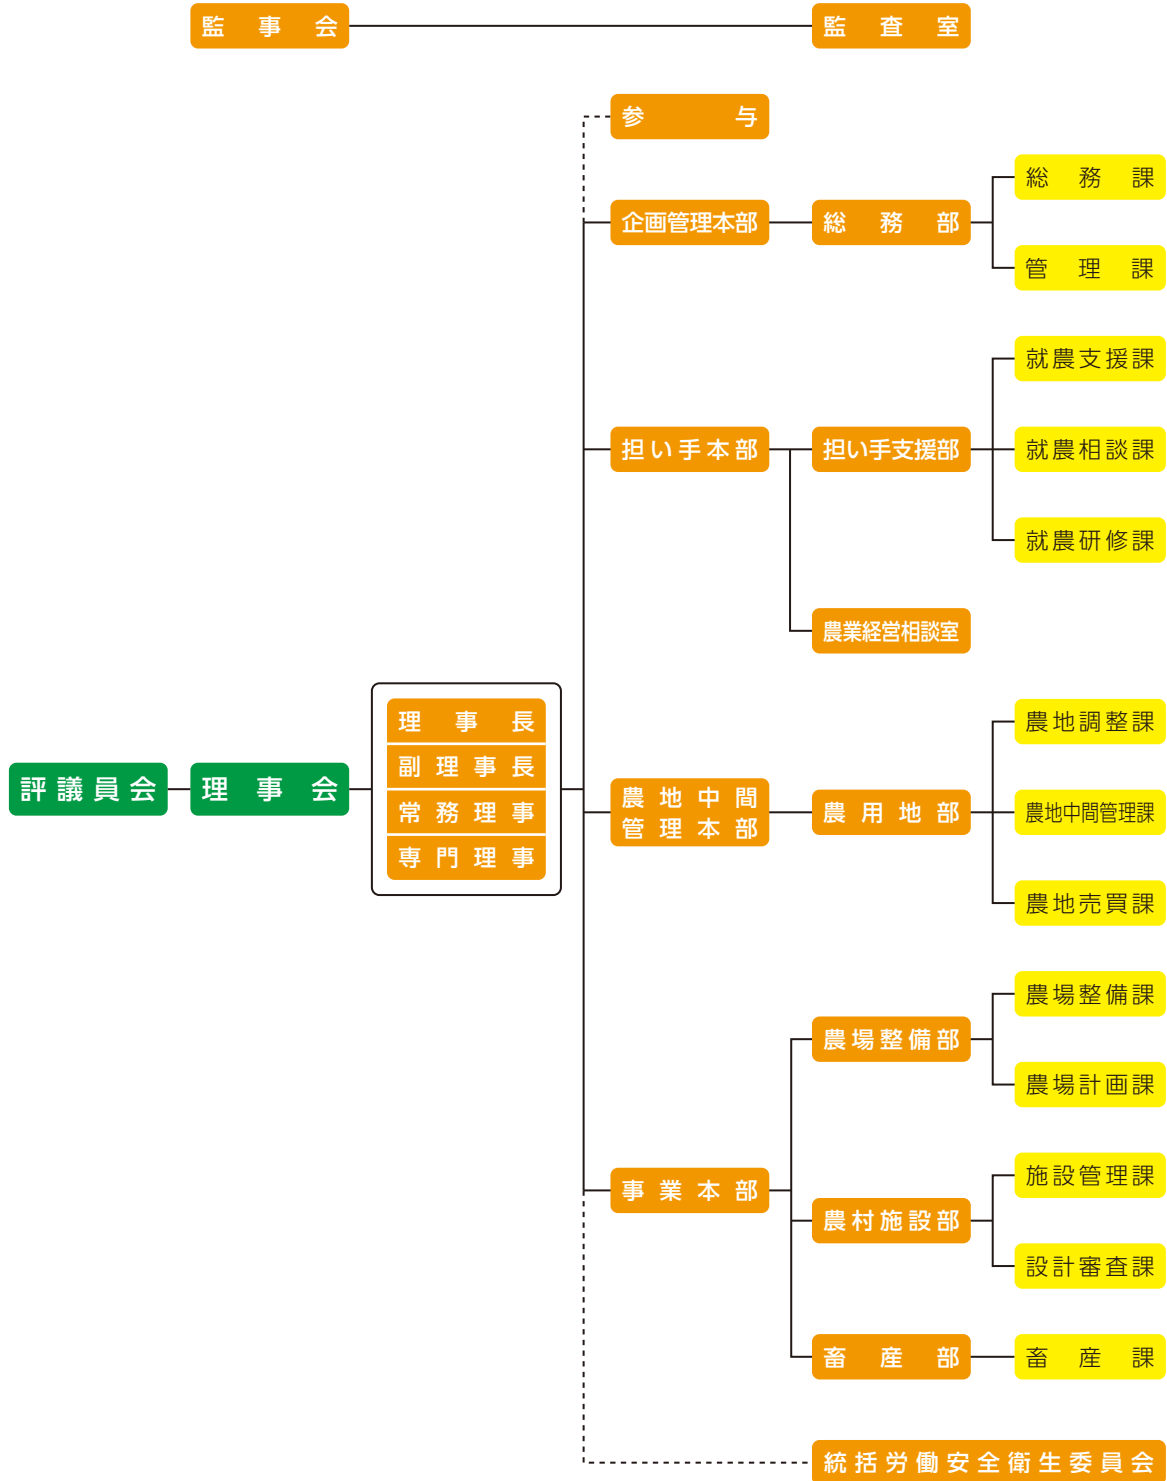 監事会
監査室
参与
企画管理本部
総務部
総務課
管理課
担い手本部
担い手支援部
就農支援課
就農相談課
就農研修課
農業経営相談室
評議員会
理事会
理事長
副理事長
常務理事
専門理事
農地中間
管理本部
農用地部
農地調整課
農地中間管理課
農地売買課
事業本部
農場整備部
農場整備課
農場計画課
農村施設部
施設管理課
設計審査課
畜産部
畜産課
統括労働安全衛生委員会